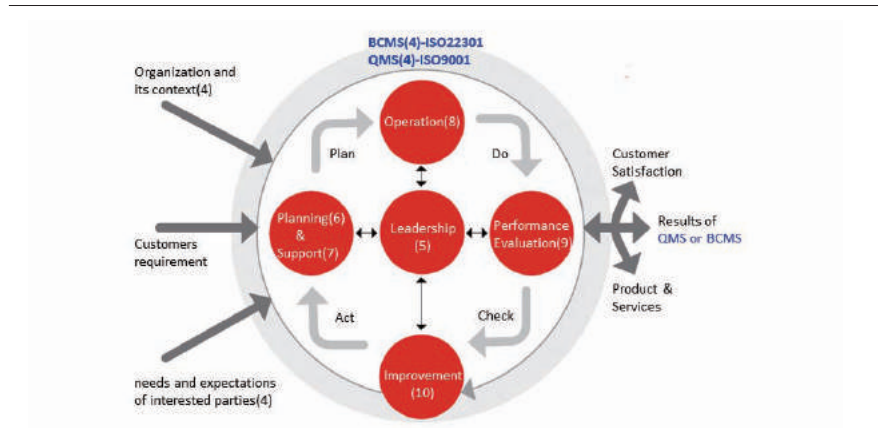 BCMS(4)-ISO22301
QMS(4)-ISO9001
Organization and
its context(4)
Operation(8)
Plan
Do
Customer
Satisfaction
Planning(6)
&
Support(7)
Leadership
(5)
Performance
Evaluation(9)
Results of
QMS or BCMS
Customers
requirement
Product &
Services
Act
Check
Improvement
(10)
needs and expectations
of interested parties(4)